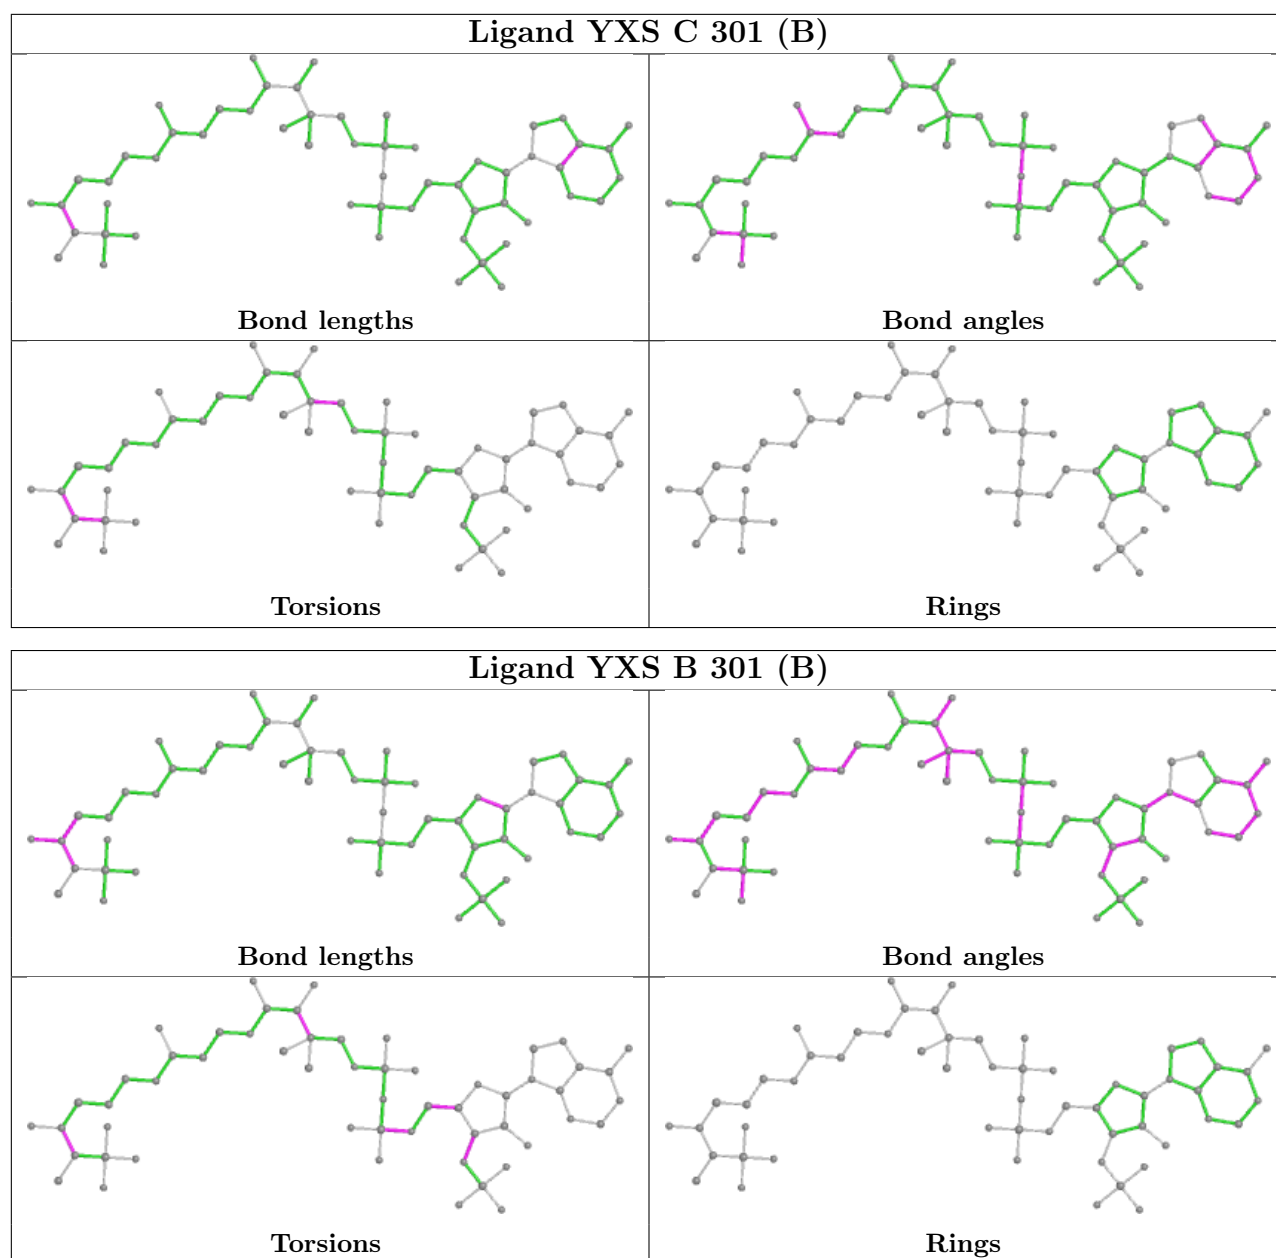 Ligand YXS C 301 (B)
Bond lengths
Bond angles
Torsions
Rings
Ligand YXS B 301 (B)
Bond lengths
Bond angles
Torsions
Rings